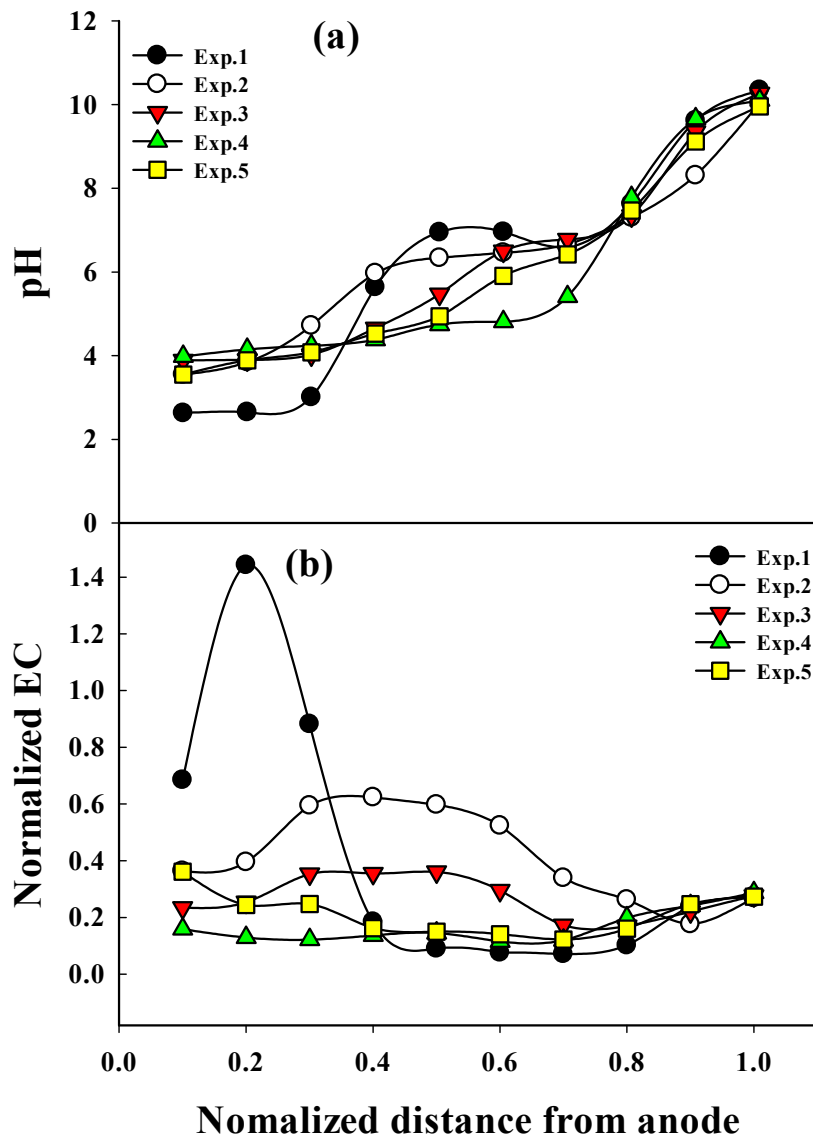 12
(a)
Exp.1
Exp.2
Exp.3
Exp.4
Exp.5
10
8
6
4
2
0
pH
(b)
Exp.1
Exp.2
Exp.3
Exp.4
Exp.5
1.4
1.2
1.0
0.8
0.6
0.4
0.2
0.0
Normalized EC
0.0 0.2 0.4 0.6 0.8 1.0
Nomalized distance from anode